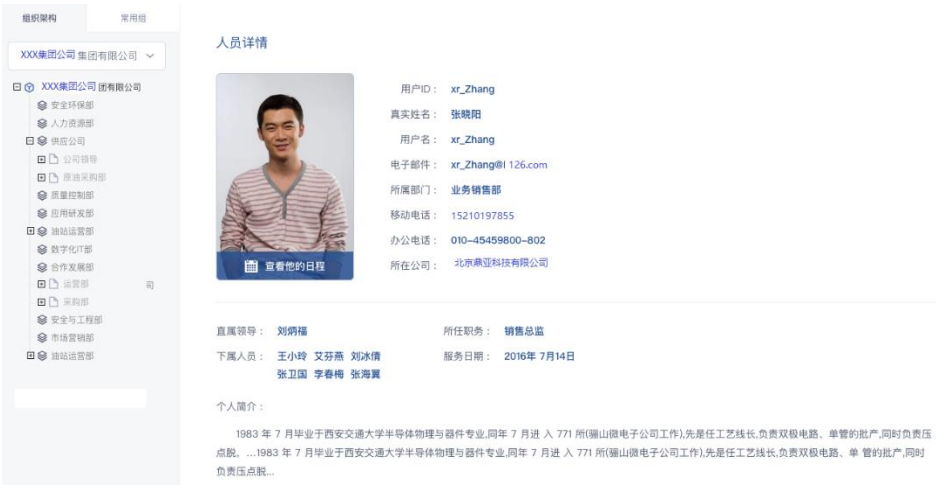 组织架构 常用组
XXX集团公司 集团有限公司
XXX集团公司 团有限公司
安全环保部
人力资源部
供应公司
公司领导
原油采购部
质量控制部
应用研发部
油站运营部
数字化IT部
合作发展部
运营部 司
采购部
安全与工程部
市场营销部
油站运营部
人员详情
查看他的日程
用户ID： xr_Zhang
真实姓名： 张晓阳
用户名： xr_Zhang
电子邮件： xr_Zhang@l 126.com
所属部门： 业务销售部
移动电话： 15210197855
办公电话： 010-45459800-802
所在公司： 北京鼎亚科技有限公司
直属领导： 刘炳福 所任职务： 销售总监
下属人员： 王小玲 艾芬燕 刘冰倩 服务日期： 2016年 7月14日
张卫国 李春梅 张海翼
个人简介：
1983 年 7 月毕业于西安交通大学半导体物理与器件专业,同年 7 月进 入 771 所(骊山微电子公司工作),先是任工艺线长,负责双极电路、单管的批产,同时负责压
点脱，...1983 年 7 月毕业于西安交通大学半导体物理与器件专业,同年 7 月进 入 771 所(骊山微电子公司工作),先是任工艺线长,负责双极电路、单 管的批产,同时
负责压点脱...